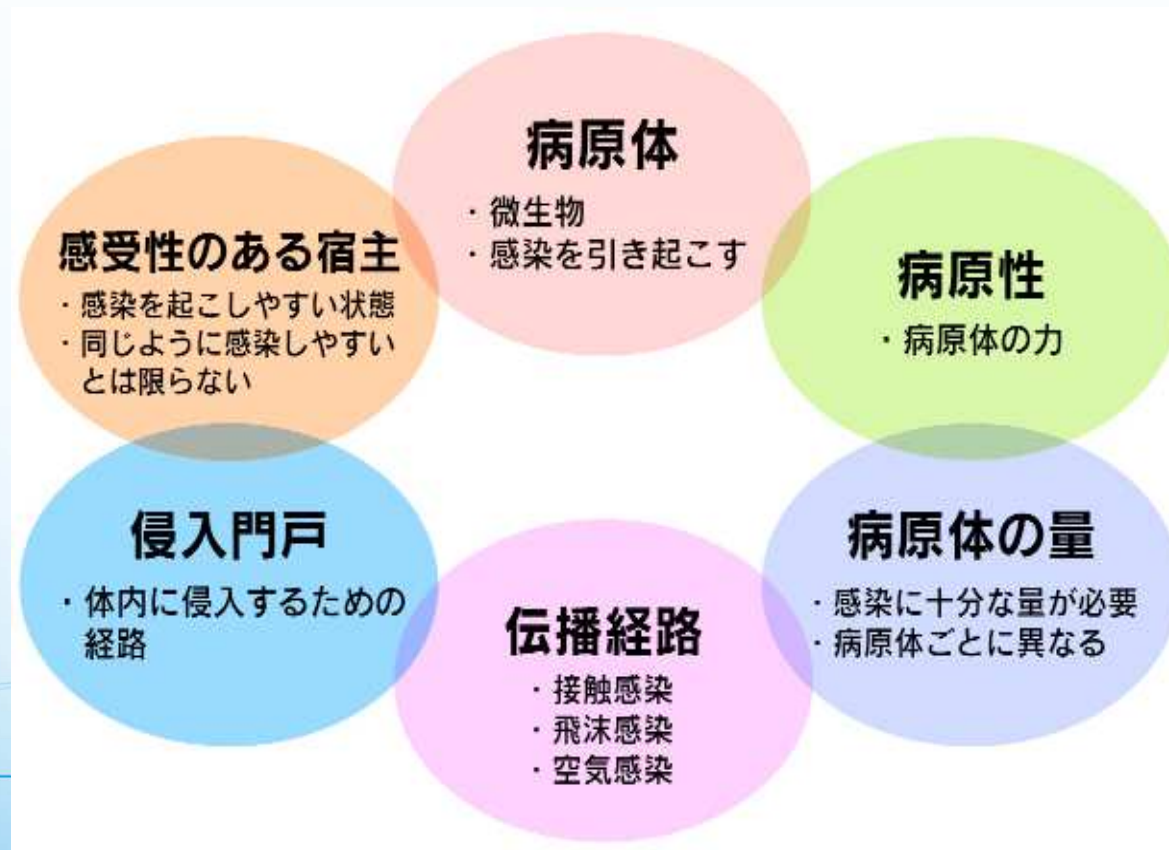 病原体
・微生物
・感染を引き起こす
病原性
・病原体の力
病原体の量
・感染に十分な量が必要
・病原体ごとに異なる
伝播経路
・接触感染
・飛沫感染
・空気感染
侵入門戸
・体内に侵入するための
経路
感受性のある宿主
・感染を起こしやすい状態
・同じように感染しやすい
とは限らない